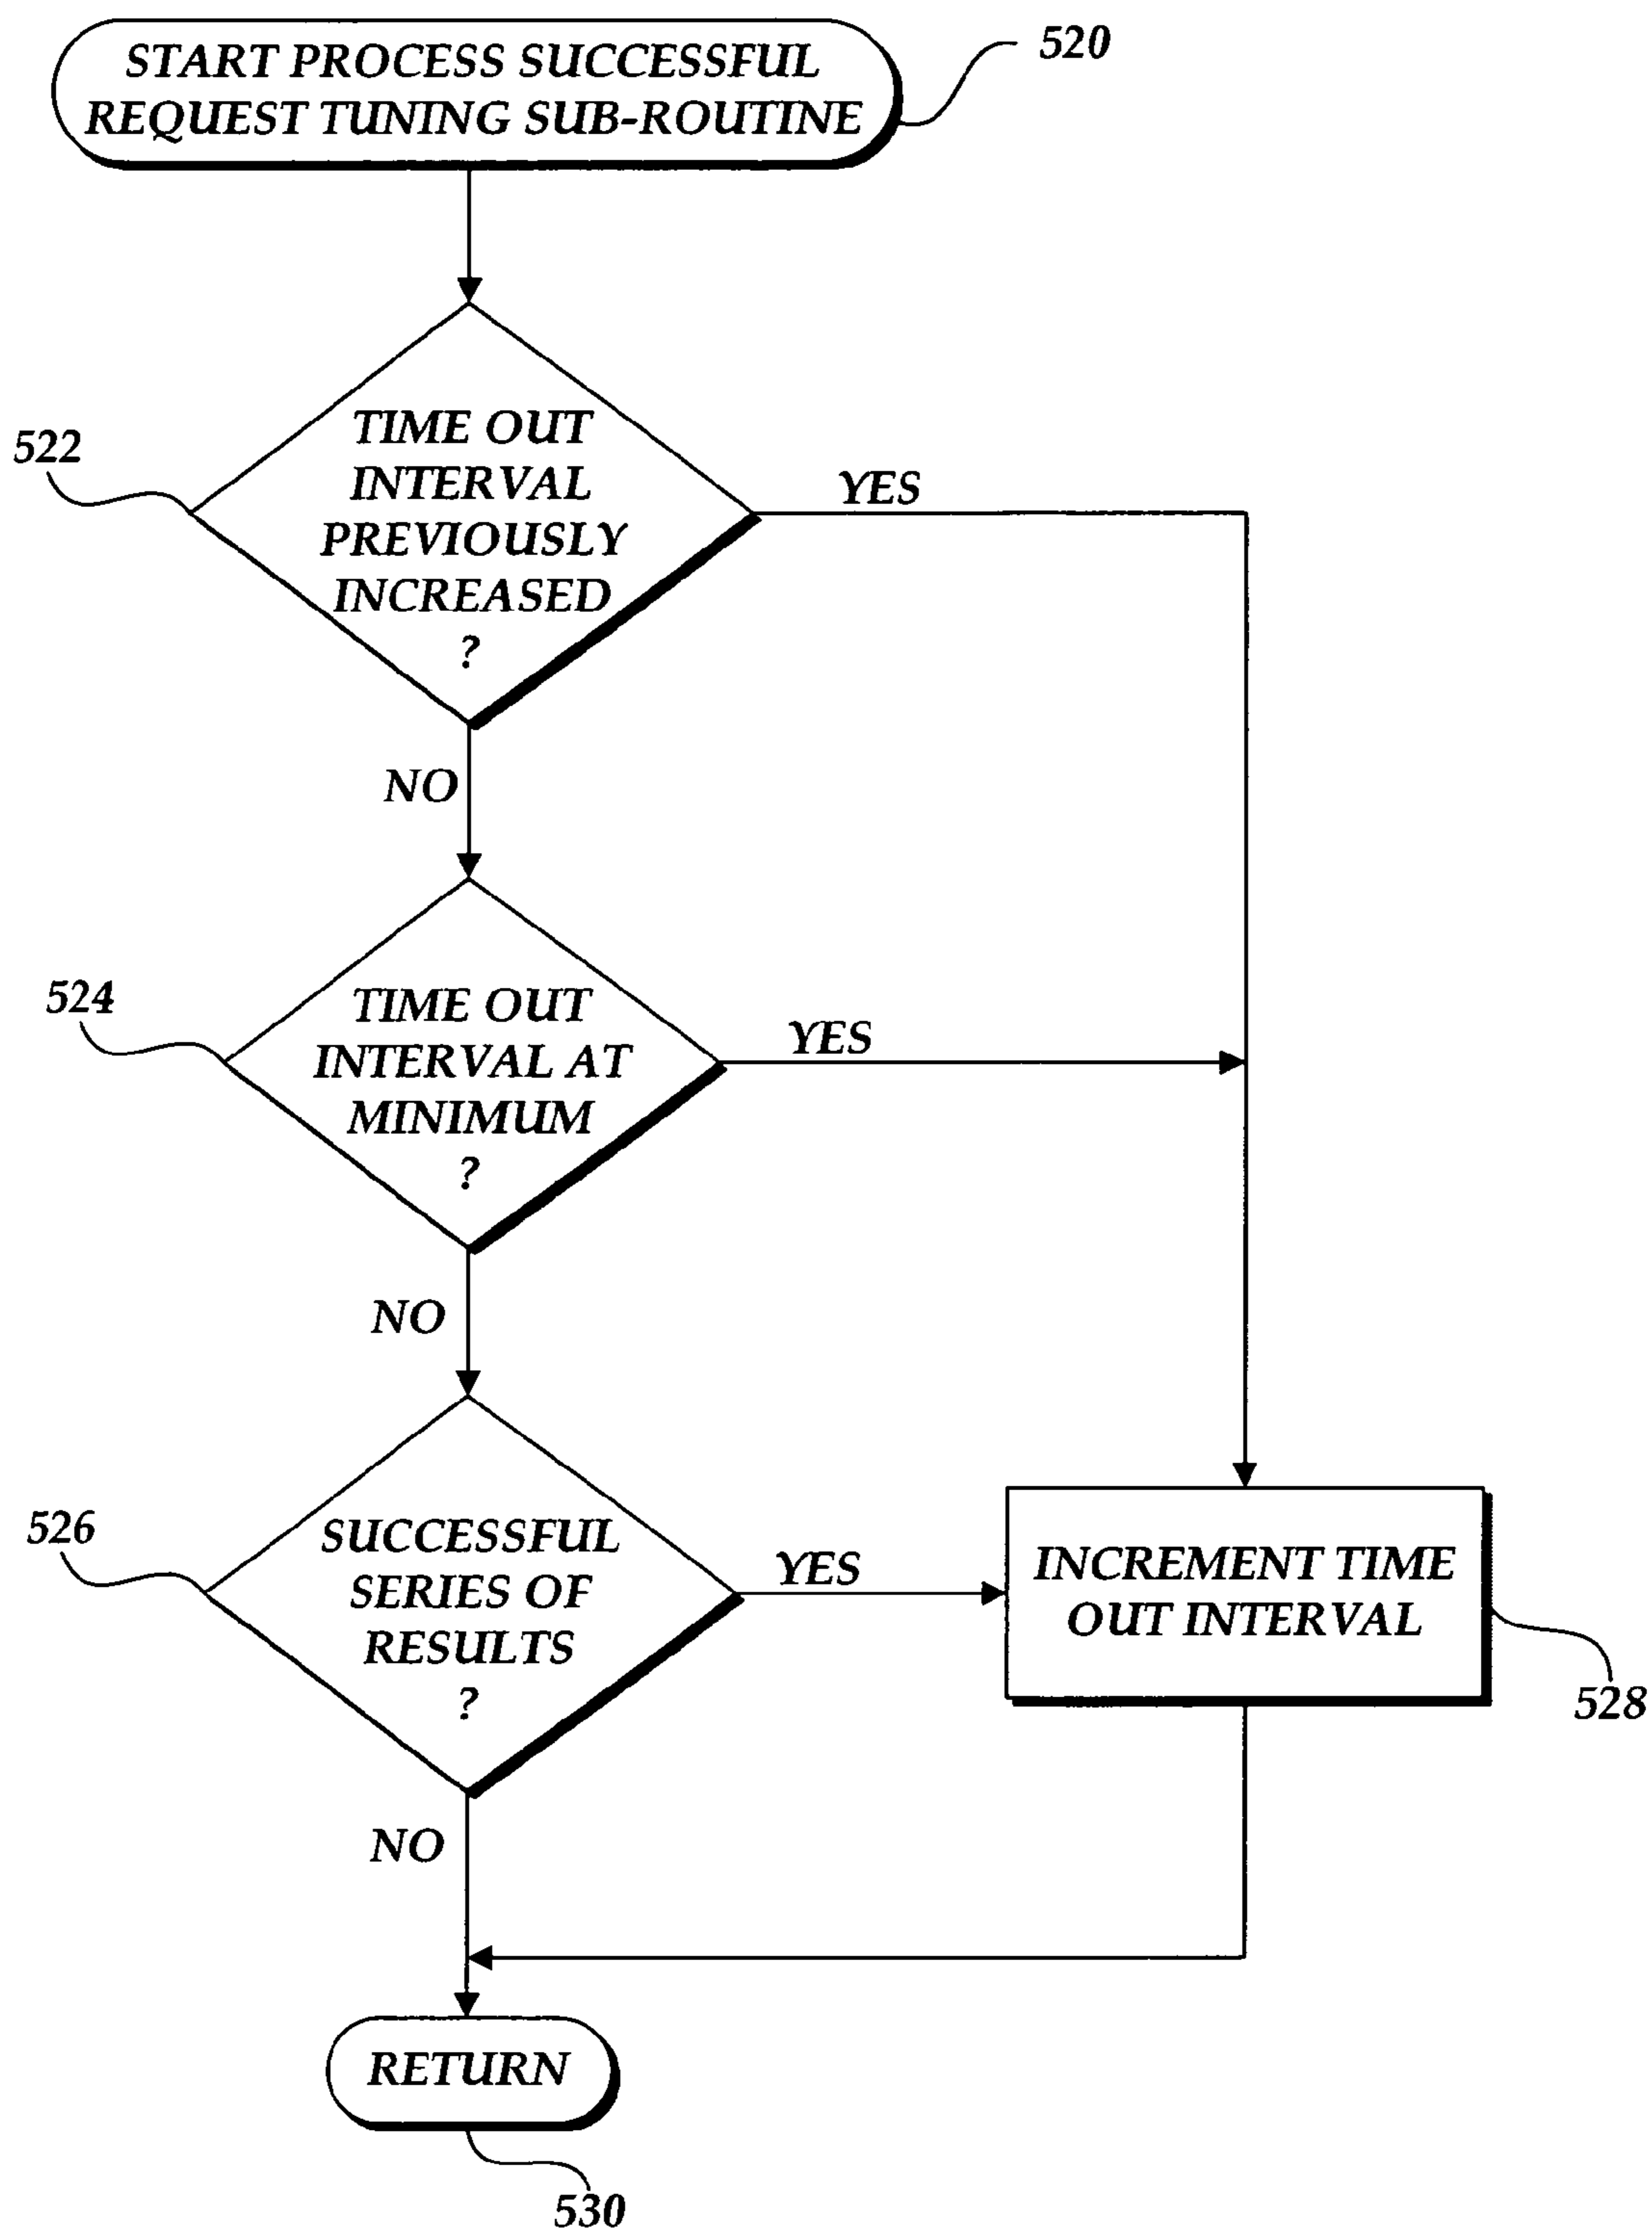 START PROCESS SUCCESSFUL
REQUEST TUNING SUB-ROUTINE
520
522
TIME OUT
INTERVAL
PREVIOUSLY
INCREASED
?
YES
NO
524
TIME OUT
INTERVAL AT
MINIMUM
?
YES
NO
526
SUCCESSFUL
SERIES OF
RESULTS
?
YES
INCREMENT TIME
OUT INTERVAL
528
NO
RETURN
530